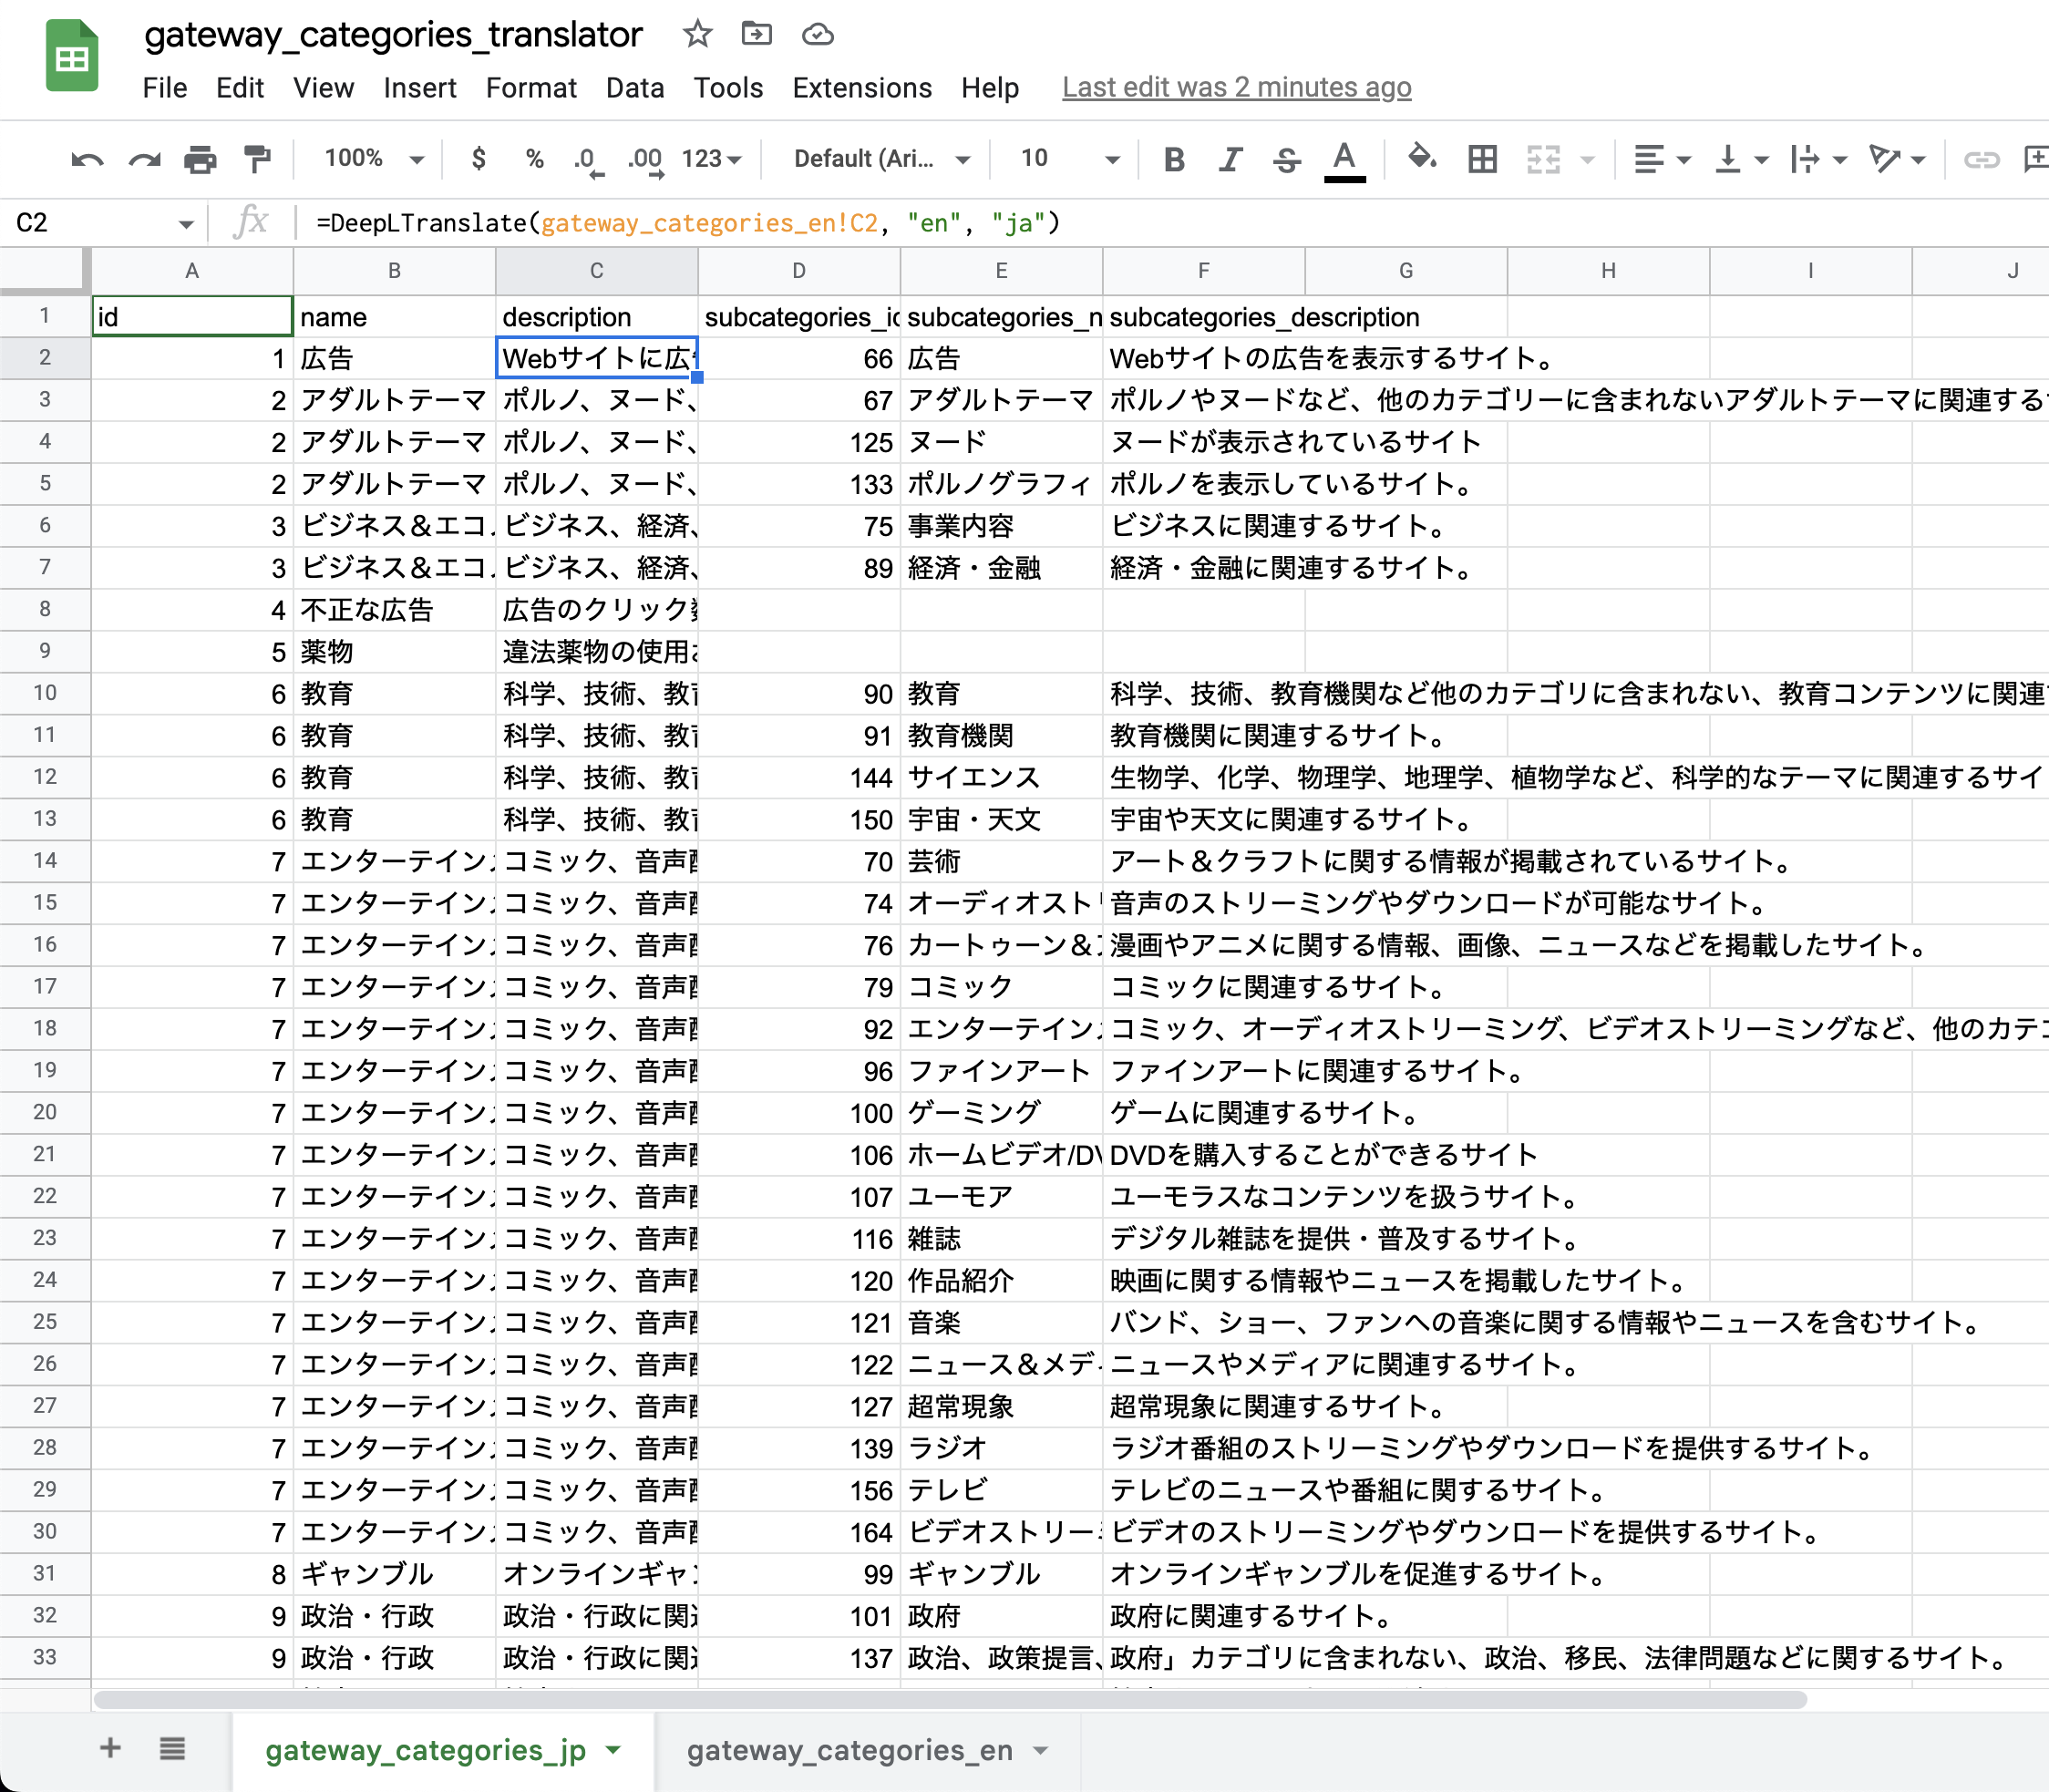 gateway_categories_translator
File Edit View Insert Format Data Tools Extensions Help Last edit was 2 minutes ago
100% $ % .0 .00 123 Default (Ari... 10 B I S A
C2 fx =DeepLTranslate(gateway_categories_en!C2, "en", "ja")
A B C D E F G H I J
1 id name description subcategories_id subcategories_n subcategories_description
2 1 広告 Webサイトに広 66 広告 Webサイトの広告を表示するサイト。
3 2 アダルトテーマ ポルノ、ヌード、 67 アダルトテーマ ポルノやヌードなど、他のカテゴリーに含まれないアダルトテーマに関連する
4 2 アダルトテーマ ポルノ、ヌード、 125 ヌード ヌードが表示されているサイト
5 2 アダルトテーマ ポルノ、ヌード、 133 ポルノグラフィ ポルノを表示しているサイト。
6 3 ビジネス＆エコ ビジネス、経済、 75 事業内容 ビジネスに関連するサイト。
7 3 ビジネス＆エコ ビジネス、経済、 89 経済・金融 経済・金融に関連するサイト。
8 4 不正な広告 広告のクリック
9 5 薬物 違法薬物の使用
10 6 教育 科学、技術、教 90 教育 科学、技術、教育機関など他のカテゴリに含まれない、教育コンテンツに関連
11 6 教育 科学、技術、教 91 教育機関 教育機関に関連するサイト。
12 6 教育 科学、技術、教 144 サイエンス 生物学、化学、物理学、地理学、植物学など、科学的なテーマに関連するサイ
13 6 教育 科学、技術、教 150 宇宙・天文 宇宙や天文に関連するサイト。
14 7 エンターテイン コミック、音声 70 芸術 アート＆クラフトに関する情報が掲載されているサイト。
15 7 エンターテイン コミック、音声 74 オーディオスト 音声のストリーミングやダウンロードが可能なサイト。
16 7 エンターテイン コミック、音声 76 カートゥーン＆ 漫画やアニメに関する情報、画像、ニュースなどを掲載したサイト。
17 7 エンターテイン コミック、音声 79 コミック コミックに関連するサイト。
18 7 エンターテイン コミック、音声 92 エンターテイン コミック、オーディオストリーミング、ビデオストリーミングなど、他のカテ
19 7 エンターテイン コミック、音声 96 ファインアート ファインアートに関連するサイト。
20 7 エンターテイン コミック、音声 100 ゲーミング ゲームに関連するサイト。
21 7 エンターテイン コミック、音声 106 ホームビデオ/DV DVDを購入することができるサイト
22 7 エンターテイン コミック、音声 107 ユーモア ユーモラスなコンテンツを扱うサイト。
23 7 エンターテイン コミック、音声 116 雑誌 デジタル雑誌を提供・普及するサイト。
24 7 エンターテイン コミック、音声 120 作品紹介 映画に関する情報やニュースを掲載したサイト。
25 7 エンターテイン コミック、音声 121 音楽 バンド、ショー、ファンへの音楽に関する情報やニュースを含むサイト。
26 7 エンターテイン コミック、音声 122 ニュース＆メデ ニュースやメディアに関連するサイト。
27 7 エンターテイン コミック、音声 127 超常現象 超常現象に関連するサイト。
28 7 エンターテイン コミック、音声 139 ラジオ ラジオ番組のストリーミングやダウンロードを提供するサイト。
29 7 エンターテイン コミック、音声 156 テレビ テレビのニュースや番組に関するサイト。
30 7 エンターテイン コミック、音声 164 ビデオストリー ビデオのストリーミングやダウンロードを提供するサイト。
31 8 ギャンブル オンラインギャ 99 ギャンブル オンラインギャンブルを促進するサイト。
32 9 政治・行政 政治・行政に関 101 政府 政府に関連するサイト。
33 9 政治・行政 政治・行政に関 137 政治、政策提言、 政府」カテゴリに含まれない、政治、移民、法律問題などに関するサイト。
+ gateway_categories_jp gateway_categories_en